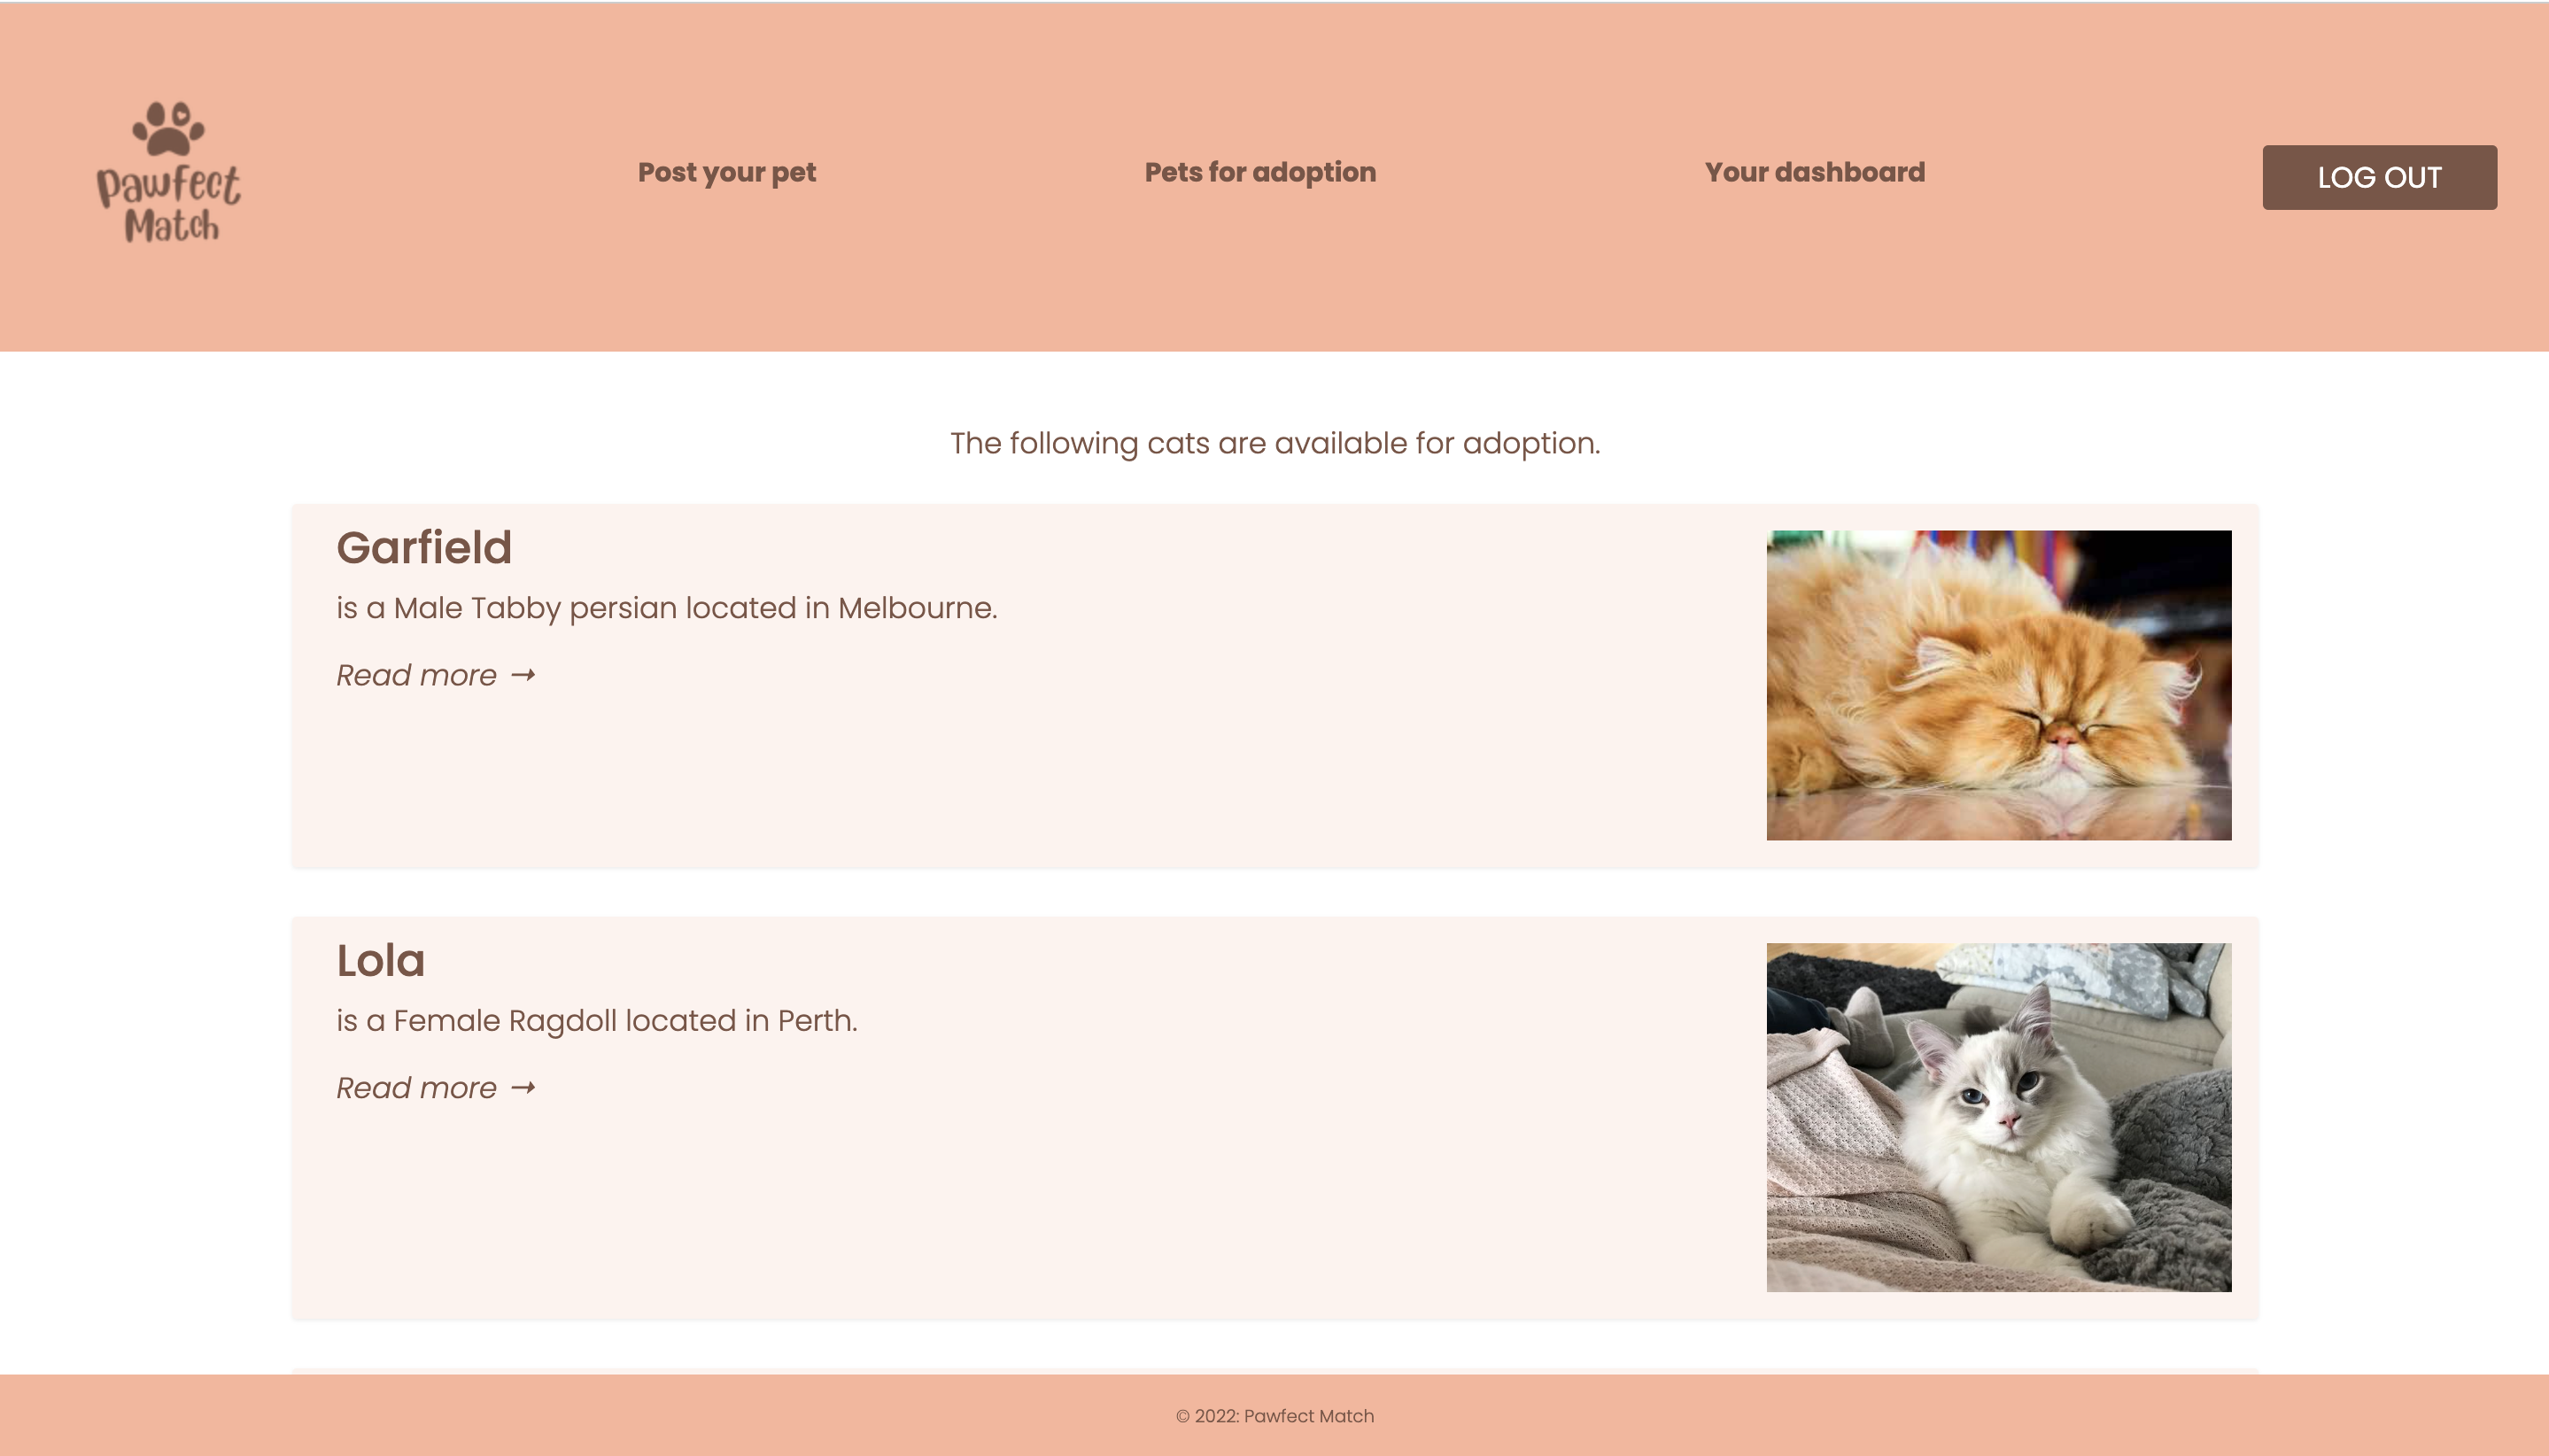 Pawfect
Match
Post your pet
Pets for adoption
Your dashboard
LOG OUT
The following cats are available for adoption.
Garfield
is a Male Tabby persian located in Melbourne.
Read more →
Lola
is a Female Ragdoll located in Perth.
Read more →
© 2022: Pawfect Match